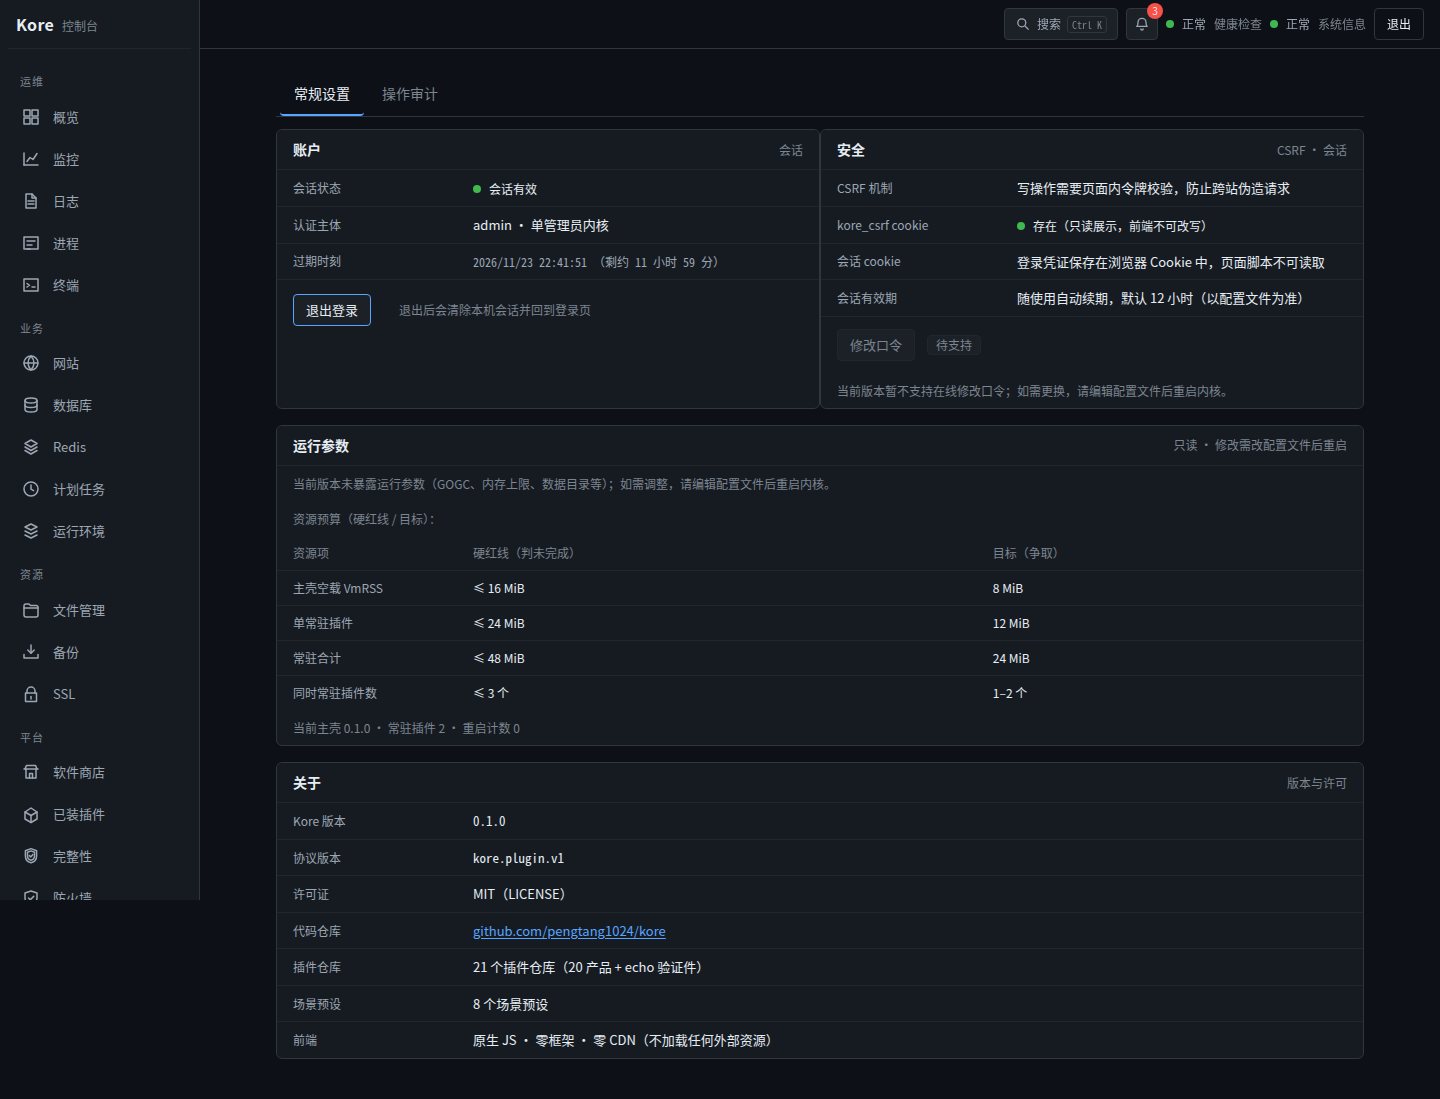 Kore 控制台
搜索 Ctrl K
3
正常 健康检查
正常 系统信息
退出
运维
概览
监控
日志
进程
终端
业务
网站
数据库
Redis
计划任务
运行环境
资源
文件管理
备份
SSL
平台
软件商店
已装插件
完整性
防火墙
常规设置 操作审计
账户 会话
会话状态 会话有效
认证主体 admin · 单管理员内核
过期时刻 2026/11/23 22:41:51 （剩约 11 小时 59 分）
退出登录 退出后会清除本机会话并回到登录页
安全 CSRF · 会话
CSRF 机制 写操作需要页面内令牌校验，防止跨站伪造请求
kore_csrf cookie 存在（只读展示，前端不可改写）
会话 cookie 登录凭证保存在浏览器 Cookie 中，页面脚本不可读取
会话有效期 随使用自动续期，默认 12 小时（以配置文件为准）
修改口令 待支持
当前版本暂不支持在线修改口令；如需更换，请编辑配置文件后重启内核。
运行参数 只读 · 修改需改配置文件后重启
当前版本未暴露运行参数（GOGC、内存上限、数据目录等）；如需调整，请编辑配置文件后重启内核。
资源预算（硬红线 / 目标）：
资源项 硬红线（判未完成） 目标（争取）
主壳空载 VmRSS ≤ 16 MiB 8 MiB
单常驻插件 ≤ 24 MiB 12 MiB
常驻合计 ≤ 48 MiB 24 MiB
同时常驻插件数 ≤ 3 个 1–2 个
当前主壳 0.1.0 · 常驻插件 2 · 重启计数 0
关于 版本与许可
Kore 版本 0.1.0
协议版本 kore.plugin.v1
许可证 MIT（LICENSE）
代码仓库 github.com/pengtang1024/kore
插件仓库 21 个插件仓库（20 产品 + echo 验证件）
场景预设 8 个场景预设
前端 原生 JS · 零框架 · 零 CDN（不加载任何外部资源）